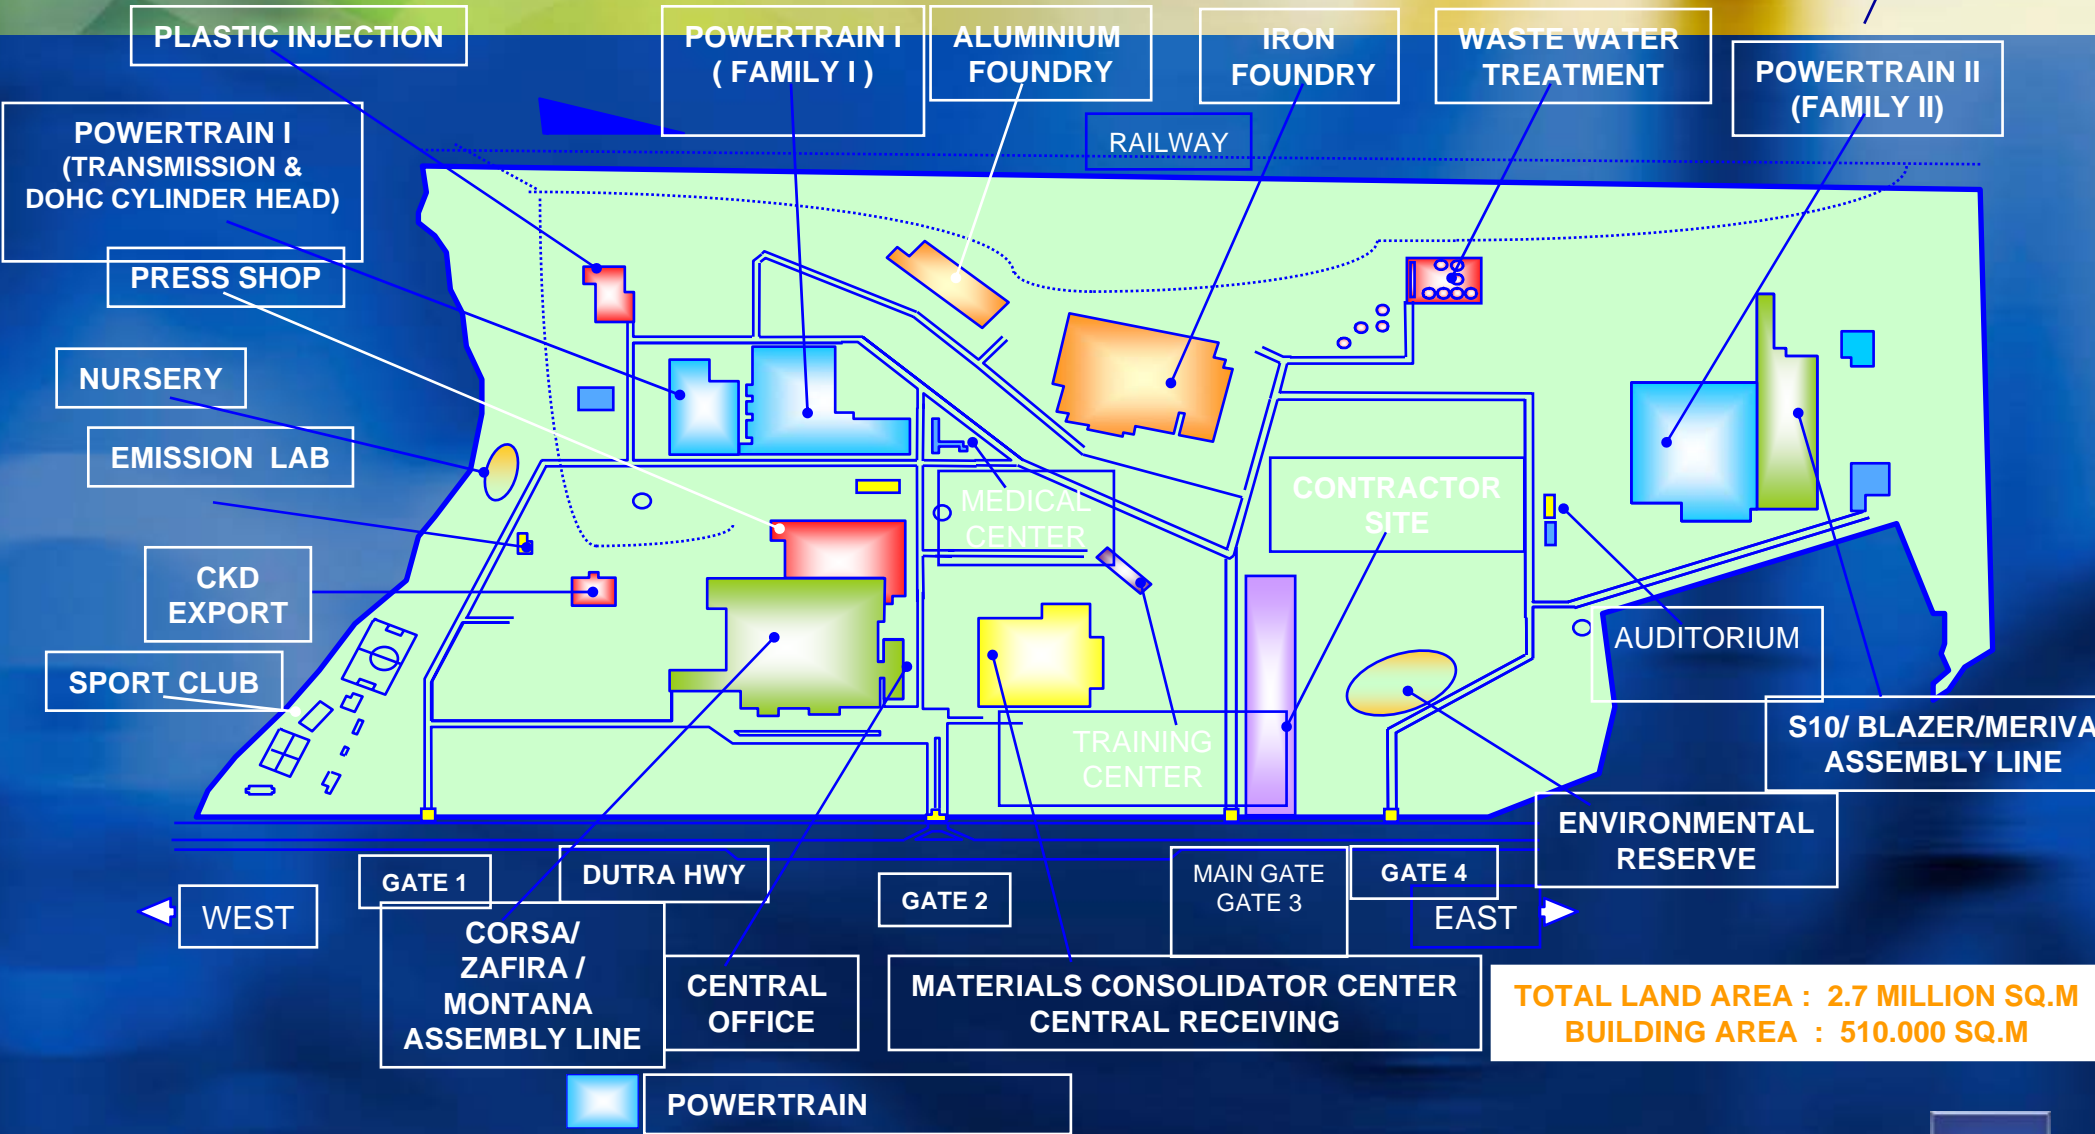 PLASTIC INJECTION
POWERTRAIN I
( FAMILY I )
ALUMINIUM
FOUNDRY
IRON
FOUNDRY
WASTE WATER
TREATMENT
POWERTRAIN II
(FAMILY II)
POWERTRAIN I
(TRANSMISSION &
DOHC CYLINDER HEAD)
RAILWAY
PRESS SHOP
NURSERY
EMISSION LAB
MEDICAL
CENTER
CONTRACTOR
SITE
CKD
EXPORT
AUDITORIUM
SPORT CLUB
TRAINING
CENTER
S10/ BLAZER/MERIVA
ASSEMBLY LINE
ENVIRONMENTAL
RESERVE
GATE 1
DUTRA HWY
GATE 2
MAIN GATE
GATE 3
GATE 4
WEST
EAST
CORSA/
ZAFIRA /
MONTANA
ASSEMBLY LINE
CENTRAL
OFFICE
MATERIALS CONSOLIDATOR CENTER
CENTRAL RECEIVING
TOTAL LAND AREA : 2.7 MILLION SQ.M
BUILDING AREA : 510.000 SQ.M
POWERTRAIN